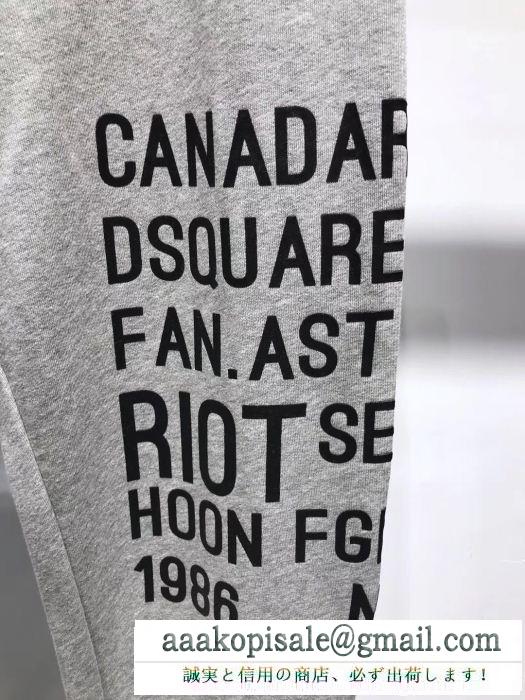 CANADAR
DSQUARE
FAN.AST
RIOT SE
HOON FG
1986 N
aaakopisale@gmail.com
誠実と信用の商店、必ず出荷します!